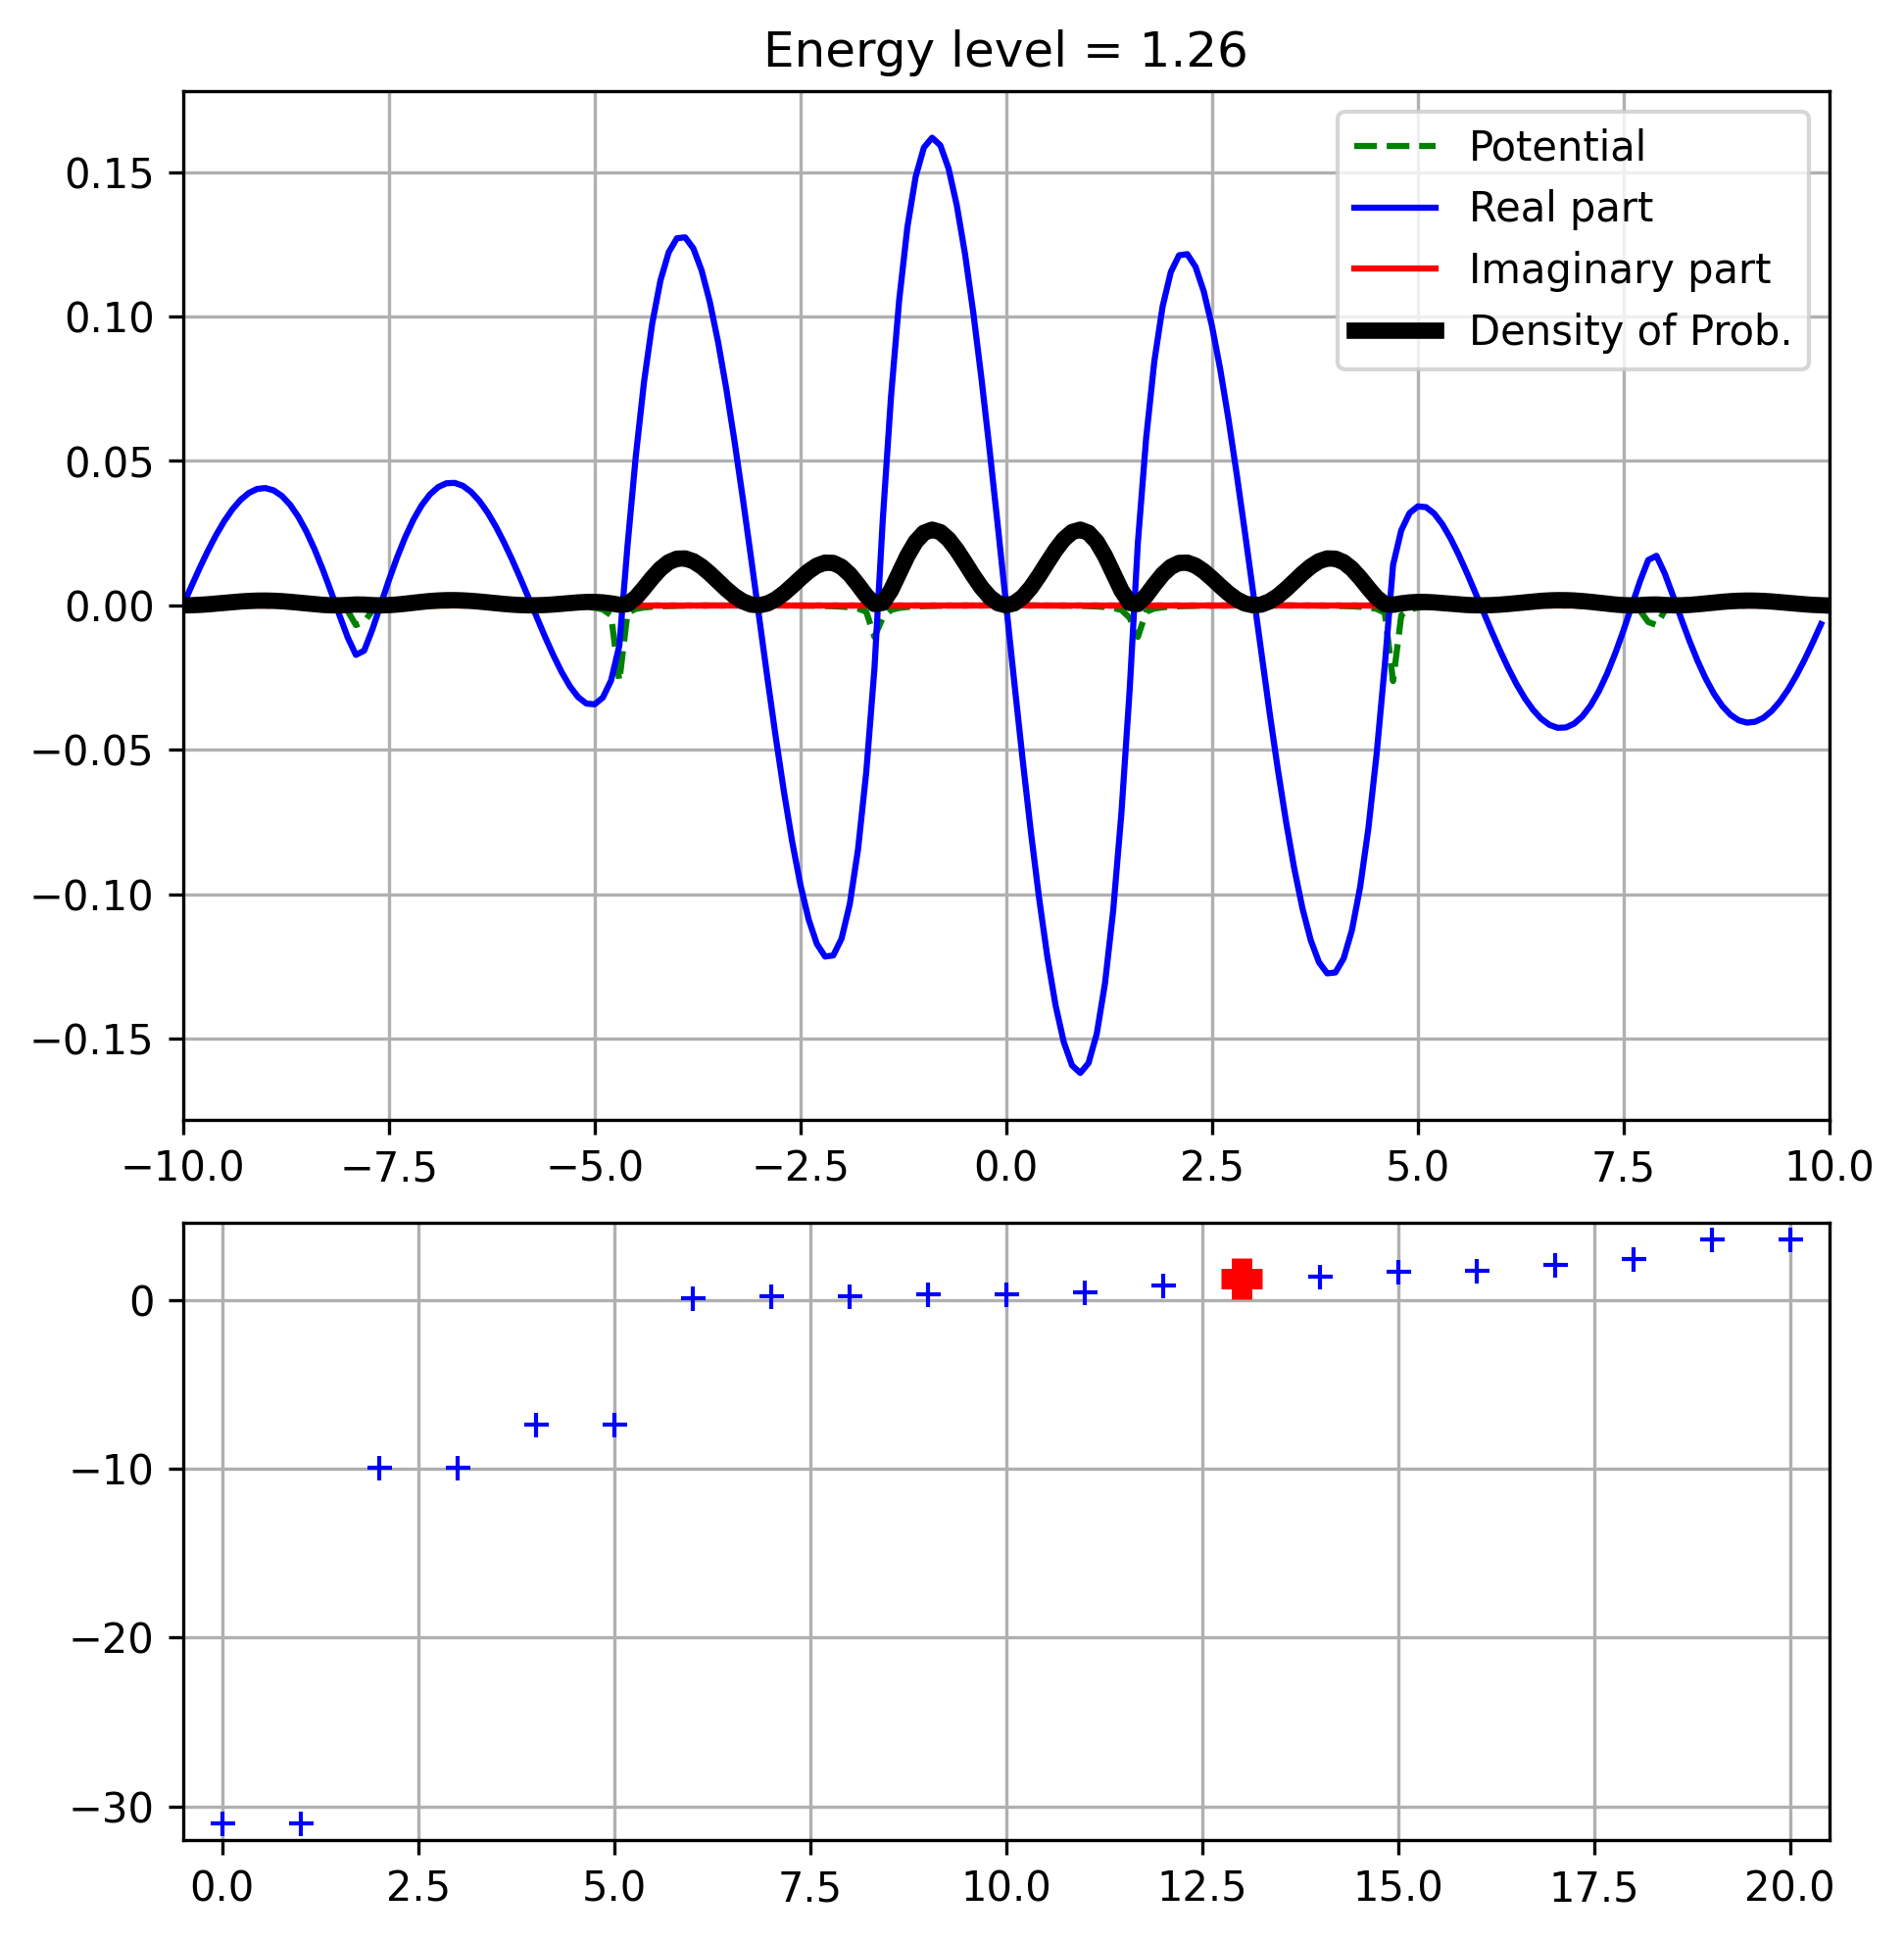 Energy level = 1.26
Potential
Real part
Imaginary part
Density of Prob.
0.15
0.10
0.05
0.00
−0.05
−0.10
−0.15
−10.0 −7.5 −5.0 −2.5 0.0 2.5 5.0 7.5 10.0
0
−10
−20
−30
0.0 2.5 5.0 7.5 10.0 12.5 15.0 17.5 20.0